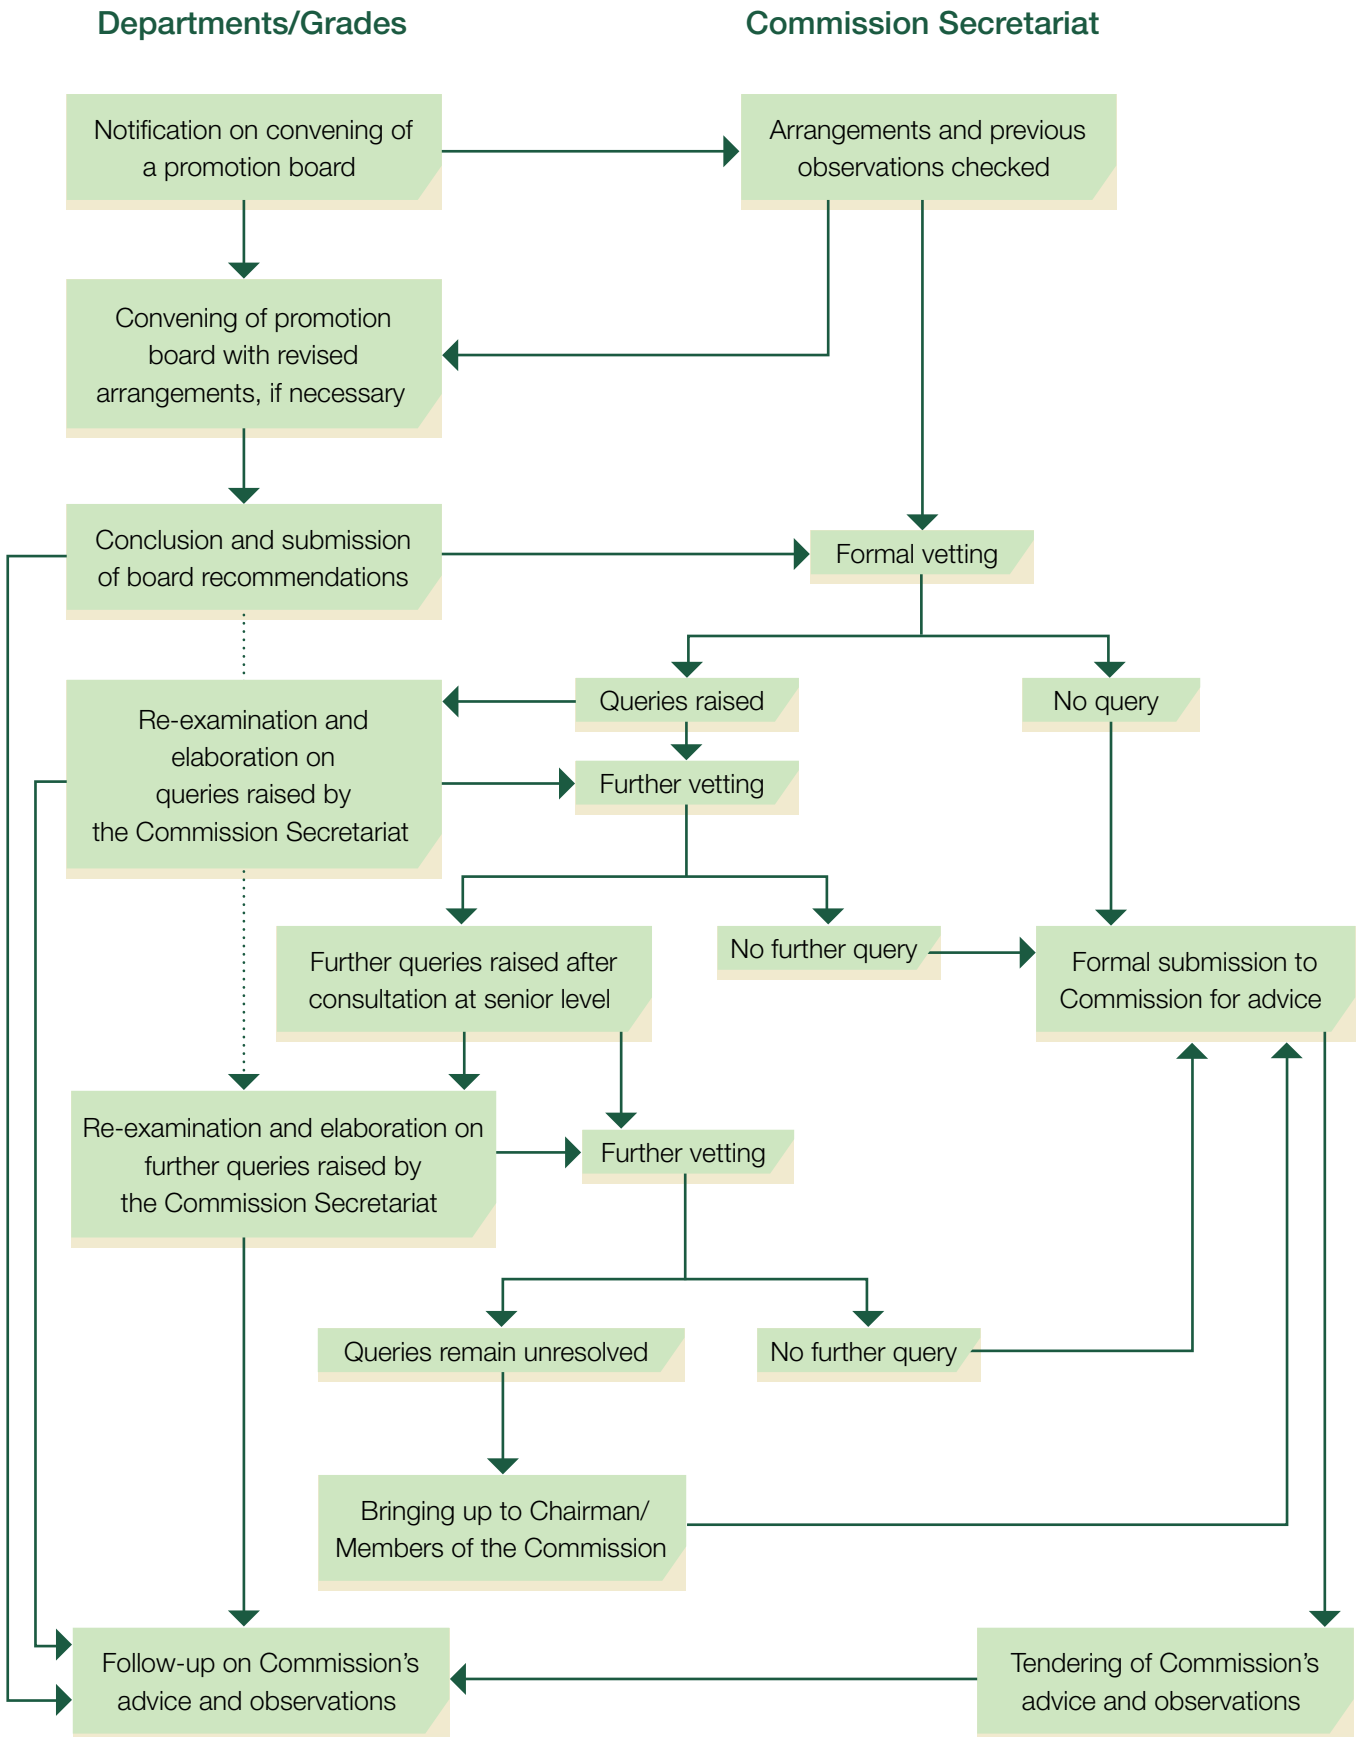 Departments/Grades
Commission Secretariat
Notification on convening of
a promotion board
Arrangements and previous
observations checked
Convening of promotion
board with revised
arrangements, if necessary
Conclusion and submission
of board recommendations
Formal vetting
Queries raised
No query
Re-examination and
elaboration on
queries raised by
the Commission Secretariat
Further vetting
Further queries raised after
consultation at senior level
No further query
Formal submission to
Commission for advice
Re-examination and elaboration on
further queries raised by
the Commission Secretariat
Further vetting
Queries remain unresolved
No further query
Bringing up to Chairman/
Members of the Commission
Follow-up on Commission’s
advice and observations
Tendering of Commission’s
advice and observations